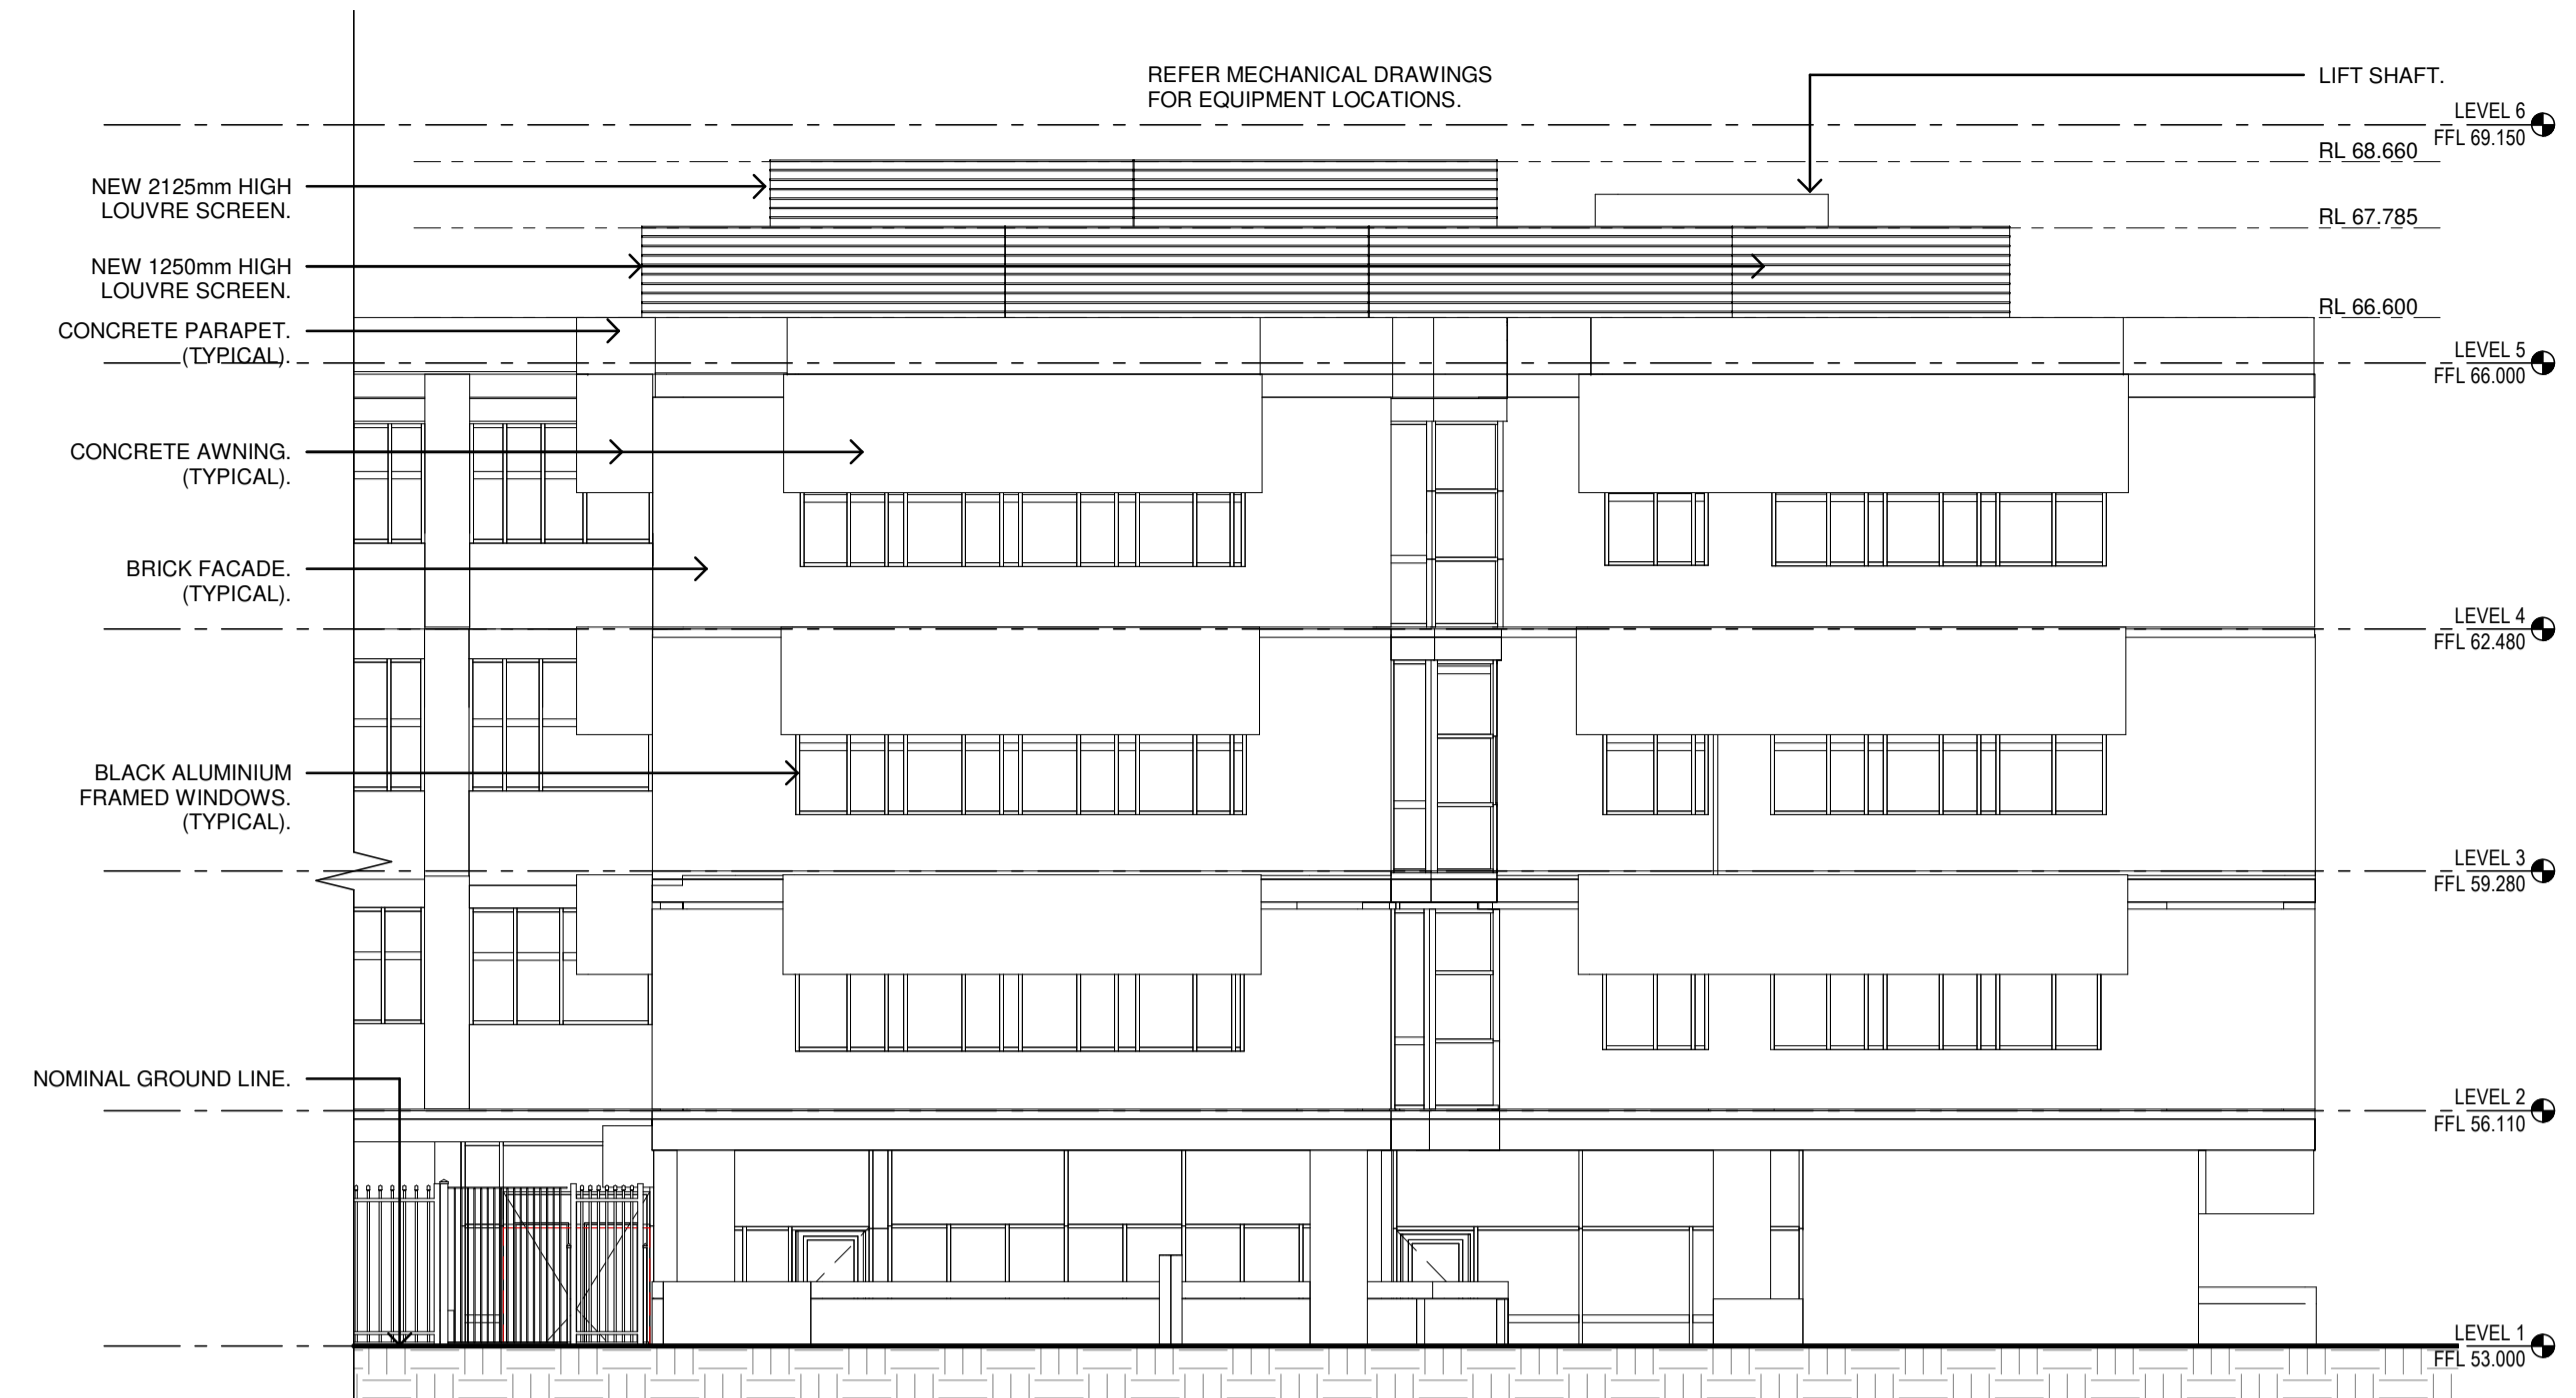 REFER MECHANICAL DRAWINGS
FOR EQUIPMENT LOCATIONS.
LIFT SHAFT.
LEVEL 6
FFL 69.150
RL 68.660
NEW 2125mm HIGH
LOUVRE SCREEN.
RL 67.785
NEW 1250mm HIGH
LOUVRE SCREEN.
RL 66.600
CONCRETE PARAPET.
(TYPICAL).
LEVEL 5
FFL 66.000
CONCRETE AWNING.
(TYPICAL).
BRICK FACADE.
(TYPICAL).
LEVEL 4
FFL 62.480
BLACK ALUMINIUM
FRAMED WINDOWS.
(TYPICAL).
LEVEL 3
FFL 59.280
NOMINAL GROUND LINE.
LEVEL 2
FFL 56.110
LEVEL 1
FFL 53.000